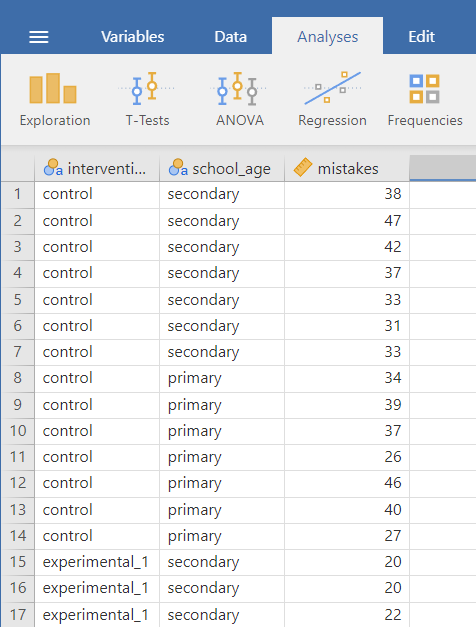 Variables Data Analyses Edit
Exploration T-Tests ANOVA Regression Frequencies
a interventi... a school_age mistakes
1 control secondary 38
2 control secondary 47
3 control secondary 42
4 control secondary 37
5 control secondary 33
6 control secondary 31
7 control secondary 33
8 control primary 34
9 control primary 39
10 control primary 37
11 control primary 26
12 control primary 46
13 control primary 40
14 control primary 27
15 experimental_1 secondary 20
16 experimental_1 secondary 20
17 experimental_1 secondary 22